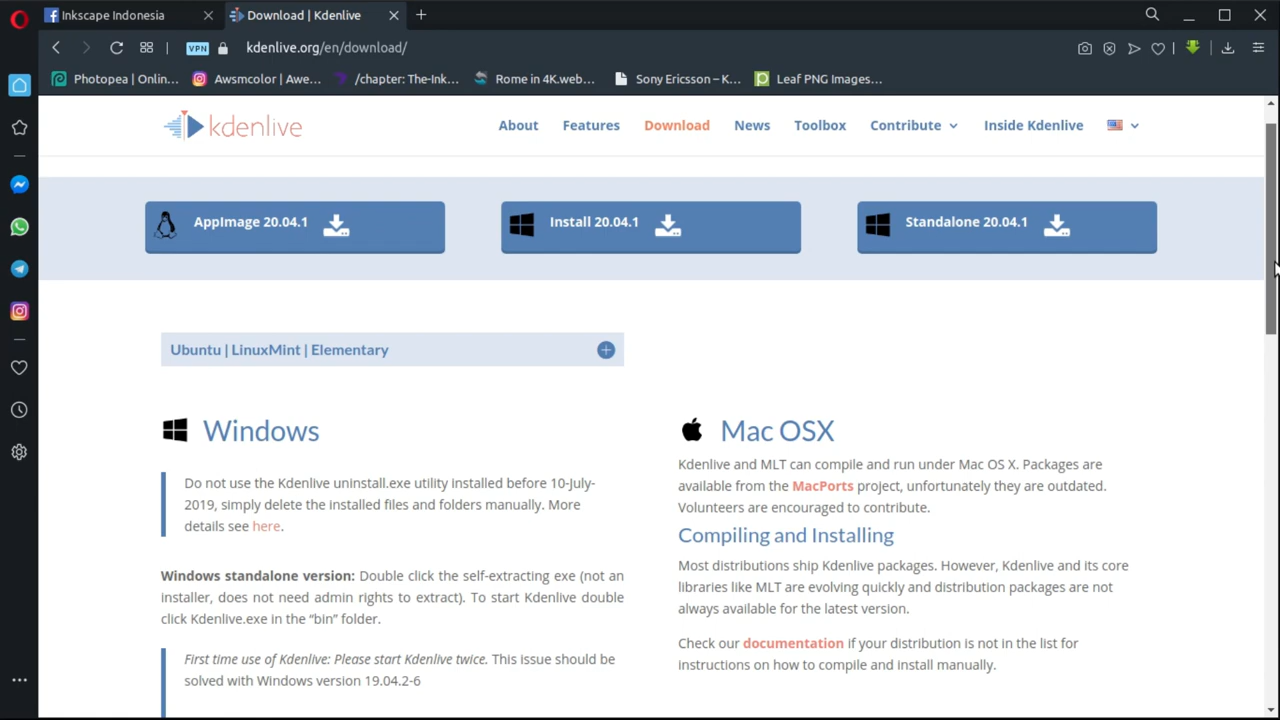 Inkscape Indonesia
Download | Kdenlive
VPN
kdenlive.org/en/download/
Photopea | Onlin...
Awsmcolor | Awe...
/chapter: The-Ink...
Rome in 4K.web...
Sony Ericsson – K...
Leaf PNG Images...
kdenlive
About
Features
Download
News
Toolbox
Contribute
Inside Kdenlive
AppImage 20.04.1
Install 20.04.1
Standalone 20.04.1
Ubuntu | LinuxMint | Elementary
Windows
Do not use the Kdenlive uninstall.exe utility installed before 10-July-
2019, simply delete the installed files and folders manually. More
details see here.
Windows standalone version: Double click the self-extracting exe (not an
installer, does not need admin rights to extract). To start Kdenlive double
click Kdenlive.exe in the “bin” folder.
First time use of Kdenlive: Please start Kdenlive twice. This issue should be
solved with Windows version 19.04.2-6
Mac OSX
Kdenlive and MLT can compile and run under Mac OS X. Packages are
available from the MacPorts project, unfortunately they are outdated.
Volunteers are encouraged to contribute.
Compiling and Installing
Most distributions ship Kdenlive packages. However, Kdenlive and its core
libraries like MLT are evolving quickly and distribution packages are not
always available for the latest version.
Check our documentation if your distribution is not in the list for
instructions on how to compile and install manually.